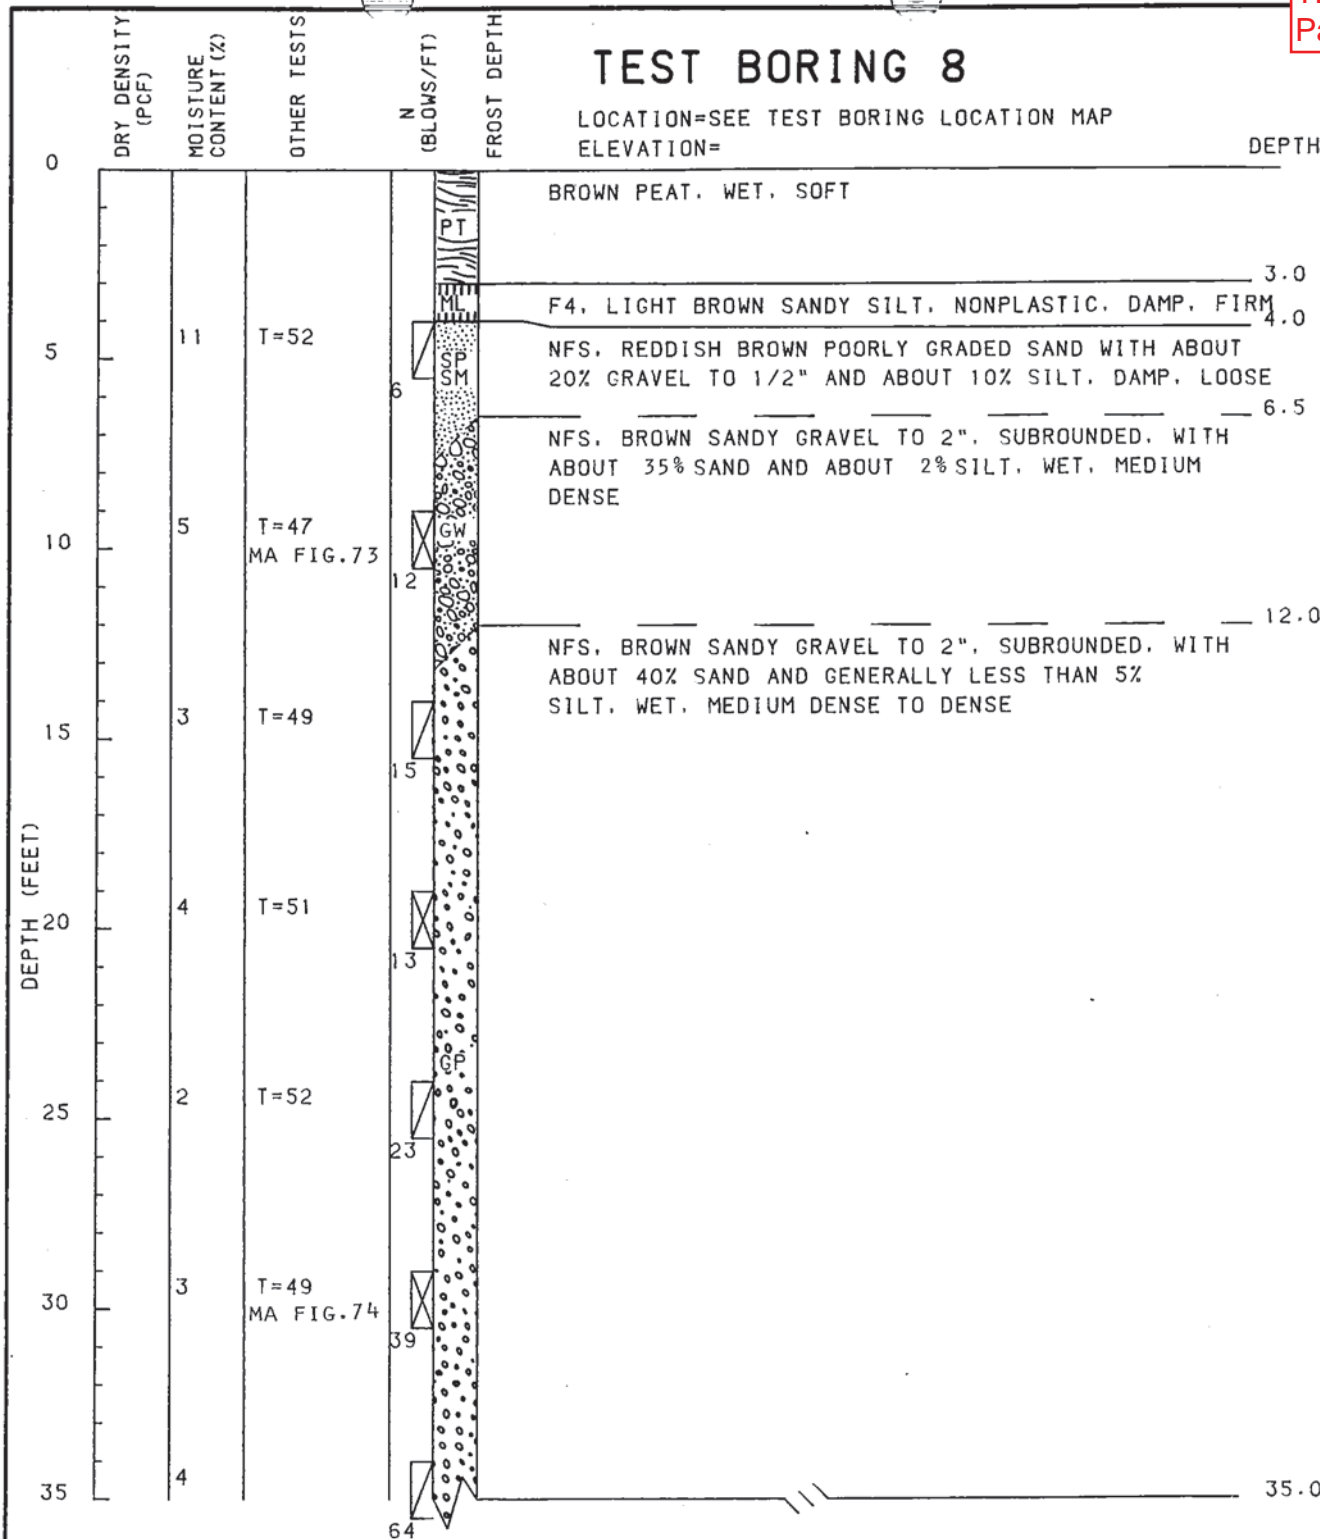 TEST BORING 8
LOCATION=SEE TEST BORING LOCATION MAP
ELEVATION=
DEPTH
DRY DENSITY
(PCF)
MOISTURE
CONTENT (%)
OTHER TESTS
N
(BLOWS/FT)
FROST DEPTH
DEPTH (FEET)
0
BROWN PEAT, WET, SOFT
PT
3.0
ML
F4, LIGHT BROWN SANDY SILT, NONPLASTIC, DAMP, FIRM
4.0
11 T=52
5
6
SP
SM
NFS, REDDISH BROWN POORLY GRADED SAND WITH ABOUT
20% GRAVEL TO 1/2" AND ABOUT 10% SILT, DAMP, LOOSE
6.5
NFS, BROWN SANDY GRAVEL TO 2", SUBROUNDED, WITH
ABOUT 35% SAND AND ABOUT 2% SILT, WET, MEDIUM
DENSE
5 T=47
GW
10
MA FIG.73
12
12.0
NFS, BROWN SANDY GRAVEL TO 2", SUBROUNDED, WITH
ABOUT 40% SAND AND GENERALLY LESS THAN 5%
SILT, WET, MEDIUM DENSE TO DENSE
3 T=49
15
15
4 T=51
20
13
GP
2 T=52
25
23
3 T=49
30
MA FIG.74
39
4
35
35.0
64